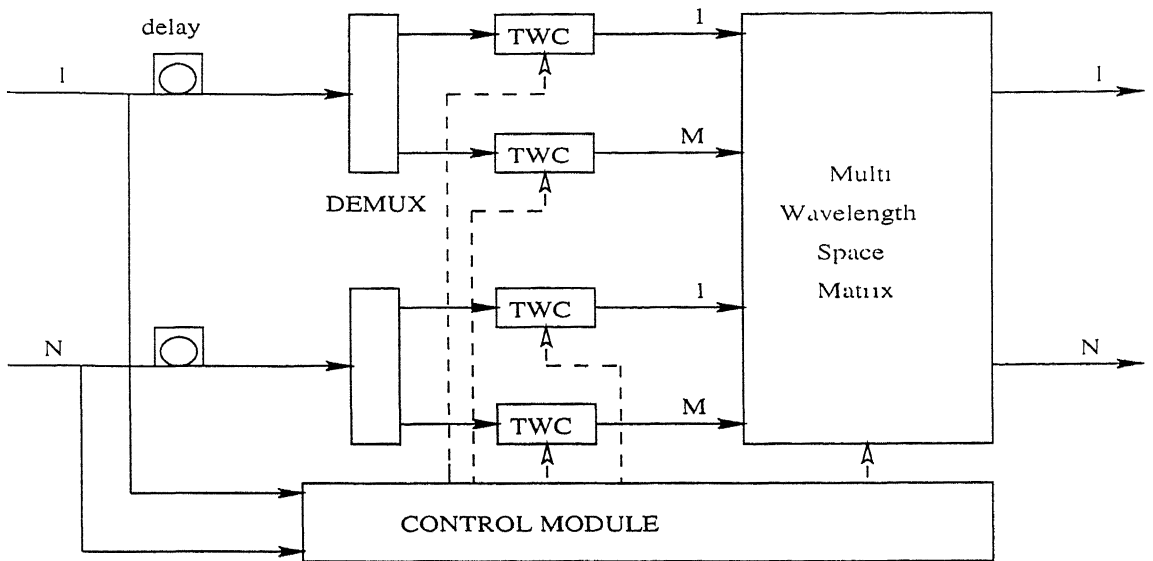 delay
1
TWC
1
1
TWC
M
DEMUX
Multi
Wavelength
Space
Matrix
TWC
1
N
N
TWC
M
CONTROL MODULE